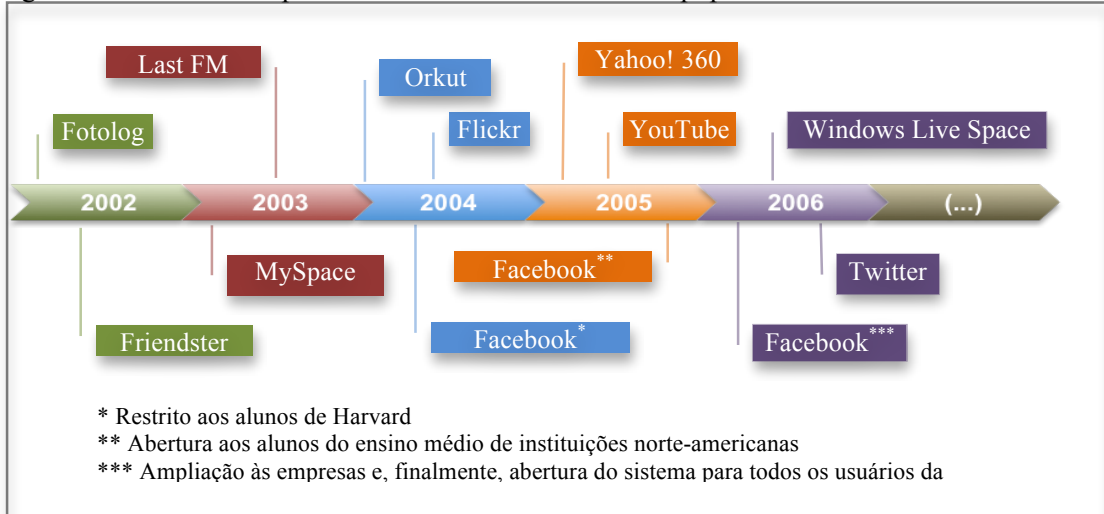 Last FM
Orkut
Yahoo! 360
Fotolog
Flickr
YouTube
Windows Live Space
2002 2003 2004 2005 2006 (...)
MySpace
Facebook**
Twitter
Friendster
Facebook*
Facebook***
* Restrito aos alunos de Harvard
** Abertura aos alunos do ensino médio de instituições norte-americanas
*** Ampliação às empresas e, finalmente, abertura do sistema para todos os usuários da